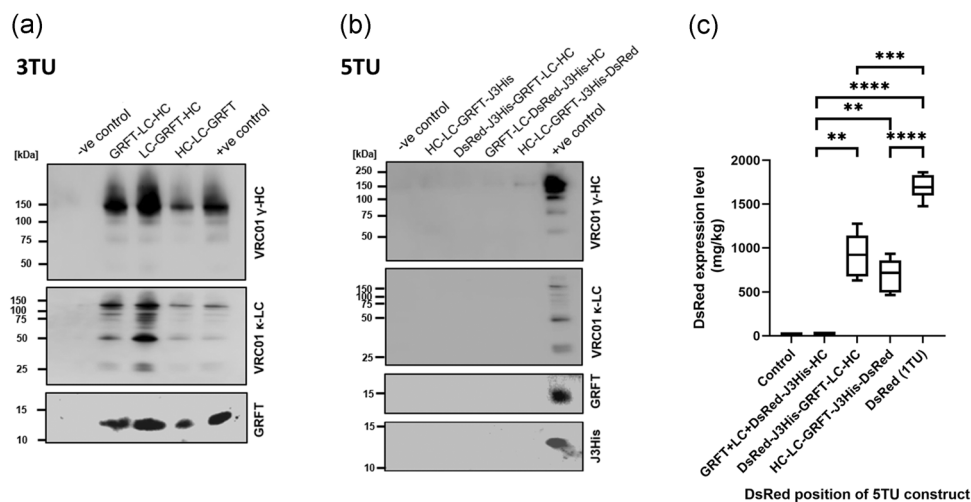 (a)
3TU
-ve control
GRFT-LC-HC
LC-GRFT-HC
HC-LC-GRFT
+ve control
[kDa]
150
100
75
50
VRC01 γ-HC
150
100
75
50
25
VRC01 κ-LC
15
10
GRFT
(b)
5TU
-ve control
HC-LC-GRFT-J3His
DsRed-J3His-GRFT-LC-HC
GRFT-LC-DsRed-J3His-HC
HC-LC-GRFT-J3His-DsRed
+ve control
[kDa]
250
150
100
75
50
VRC01 γ-HC
150
100
75
50
25
VRC01 κ-LC
15
GRFT
15
10
J3His
(c)
***
****
**
**
****
DsRed expression level
(mg/kg)
2000
1500
1000
500
0
Control
GRFT+LC+DsRed-J3His-HC
DsRed-J3His-GRFT-LC-HC
HC-LC-GRFT-J3His-DsRed
DsRed (1TU)
DsRed position of 5TU construct